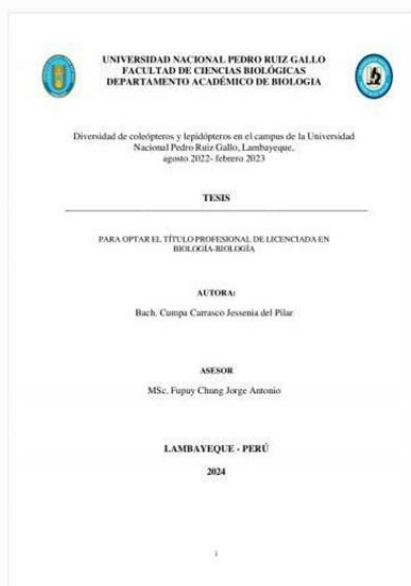 UNIVERSIDAD NACIONAL PEDRO RUIZ GALLO
FACULTAD DE CIENCIAS BIOLÓGICAS
DEPARTAMENTO ACADÉMICO DE BIOLOGIA
Diversidad de coleópteros y lepidópteros en el campus de la Universidad
Nacional Pedro Ruiz Gallo, Lambayeque,
agosto 2022- febrero 2023
TESIS
PARA OPTAR EL TÍTULO PROFESIONAL DE LICENCIADA EN
BIOLOGÍA-BIOLOGÍA
AUTORA:
Bach. Cumpa Carrasco Jessenia del Pilar
ASESOR
MSc. Fupuy Chung Jorge Antonio
LAMBAYEQUE - PERÚ
2024
i